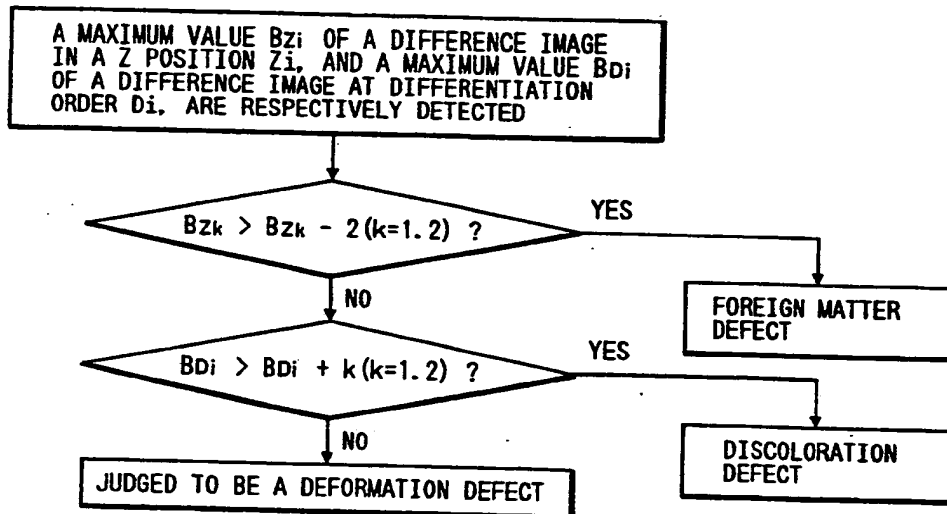 A MAXIMUM VALUE BZi OF A DIFFERENCE IMAGE
IN A Z POSITION Zi, AND A MAXIMUM VALUE BDi
OF A DIFFERENCE IMAGE AT DIFFERENTIATION
ORDER Di, ARE RESPECTIVELY DETECTED
BZk > BZk - 2(k=1.2) ?
YES
NO
FOREIGN MATTER
DEFECT
BDi > BDi + k(k=1.2) ?
YES
NO
DISCOLORATION
DEFECT
JUDGED TO BE A DEFORMATION DEFECT